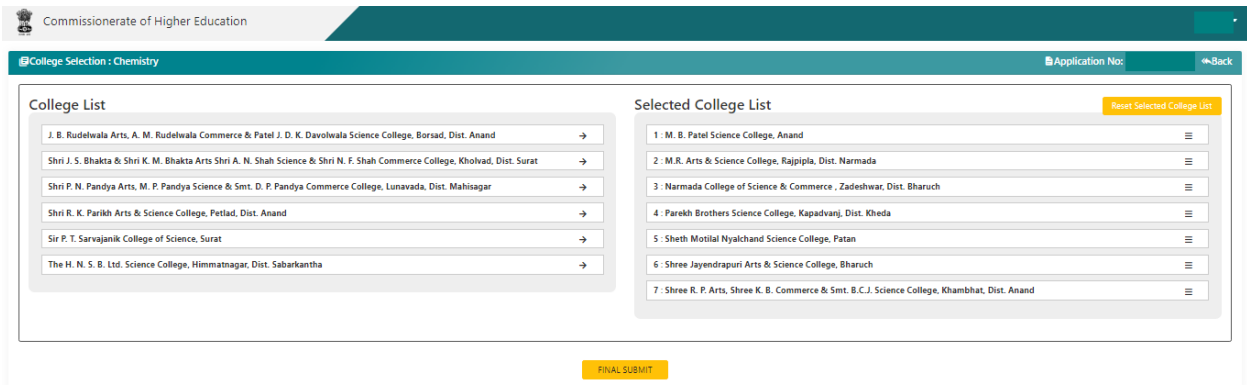 Commissionerate of Higher Education
College Selection : Chemistry
Application No:
Back
College List
J. B. Rudelwala Arts, A. M. Rudelwala Commerce & Patel J. D. K. Davolwala Science College, Borsad, Dist. Anand
Shri J. S. Bhakta & Shri K. M. Bhakta Arts Shri A. N. Shah Science & Shri N. F. Shah Commerce College, Kholvad, Dist. Surat
Shri P. N. Pandya Arts, M. P. Pandya Science & Smt. D. P. Pandya Commerce College, Lunavada, Dist. Mahisagar
Shri R. K. Parikh Arts & Science College, Petlad, Dist. Anand
Sir P. T. Sarvajanik College of Science, Surat
The H. N. S. B. Ltd. Science College, Himmatnagar, Dist. Sabarkantha
Selected College List
Reset Selected College List
1 : M. B. Patel Science College, Anand
2 : M.R. Arts & Science College, Rajpipla, Dist. Narmada
3 : Narmada College of Science & Commerce , Zadeshwar, Dist. Bharuch
4 : Parekh Brothers Science College, Kapadvanj, Dist. Kheda
5 : Sheth Motilal Nyalchand Science College, Patan
6 : Shree Jayendrapuri Arts & Science College, Bharuch
7 : Shree R. P. Arts, Shree K. B. Commerce & Smt. B.C.J. Science College, Khambhat, Dist. Anand
FINAL SUBMIT